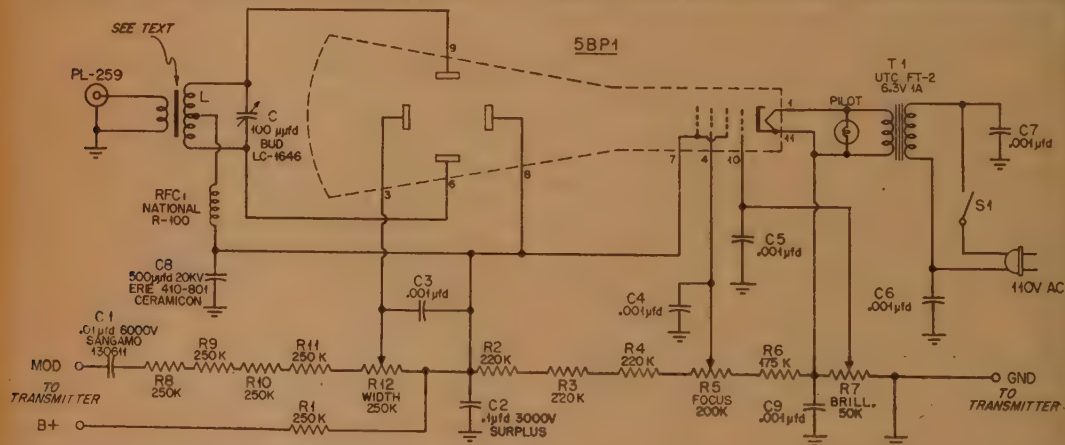 SEE TEXT
PL-259
L
C
100 μμfd
BUD
LC-1646
RFC1
NATIONAL
R-100
C8
500μμfd 20KV
ERIE 410-801
CERAMICON
C1
.01μfd 6000V
SANGAMO
130611
MOD
TO
TRANSMITTER
B+
R8
250K
R9
250K
R10
250K
R11
250K
R1
250K
R12
WIDTH
250K
C3
.001μfd
C2
.1μfd 3000V
SURPLUS
5BP1
9
3
6
8
7
4
10
1
11
R2
220K
R3
220K
R4
220K
C4
.001μfd
R5
FOCUS
200K
C5
.001μfd
R6
475K
C9
.001μfd
R7
BRILL.
50K
PILOT
T1
UTC FT-2
6.3V 1A
C7
.001μfd
S1
110V AC
C6
.001μfd
GND
TO
TRANSMITTER